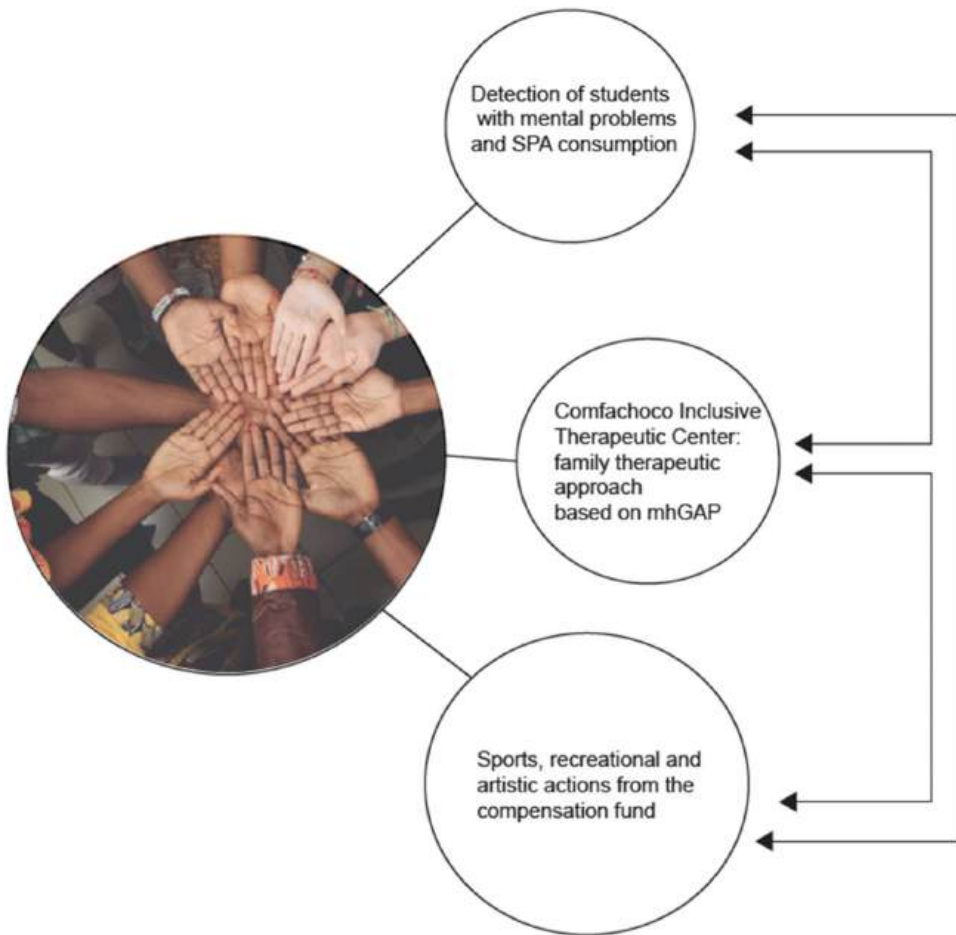 Detection of students
with mental problems
and SPA consumption
Comfachoco Inclusive
Therapeutic Center:
family therapeutic
approach
based on mhGAP
Sports, recreational and
artistic actions from the
compensation fund